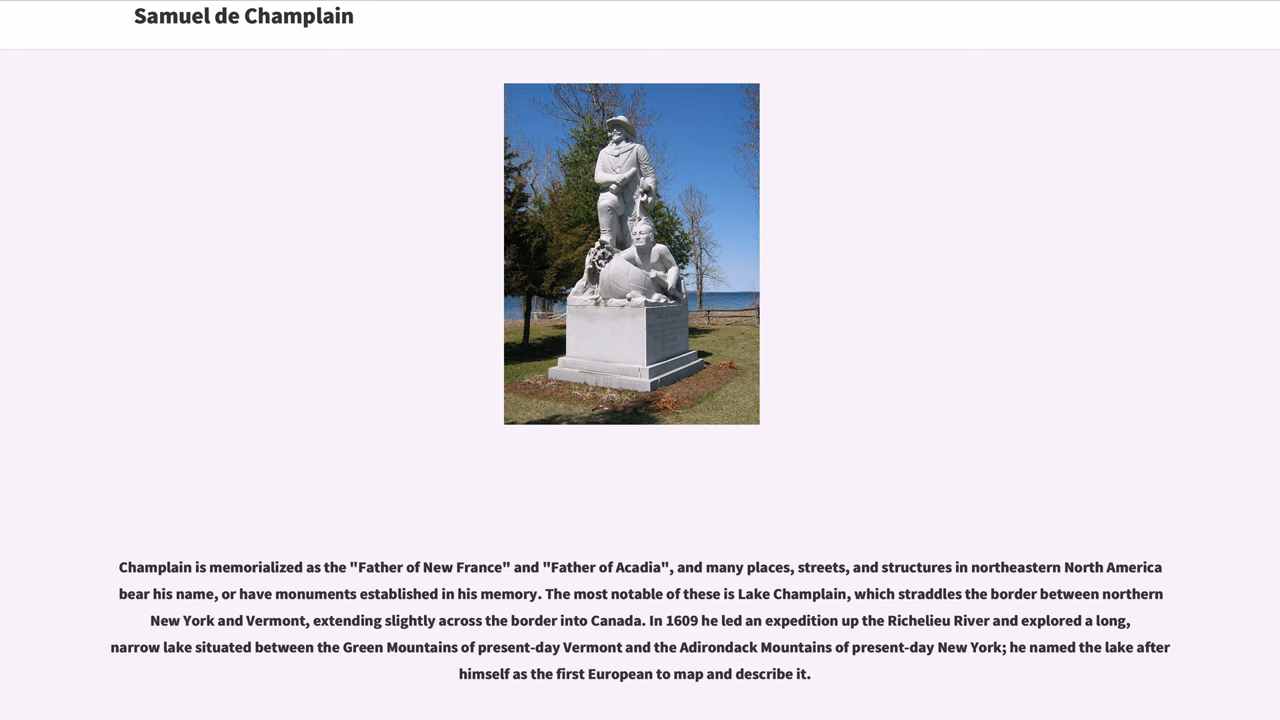 Samuel de Champlain
Champlain is memorialized as the "Father of New France" and "Father of Acadia", and many places, streets, and structures in northeastern North America
bear his name, or have monuments established in his memory. The most notable of these is Lake Champlain, which straddles the border between northern
New York and Vermont, extending slightly across the border into Canada. In 1609 he led an expedition up the Richelieu River and explored a long,
narrow lake situated between the Green Mountains of present-day Vermont and the Adirondack Mountains of present-day New York; he named the lake after
himself as the first European to map and describe it.